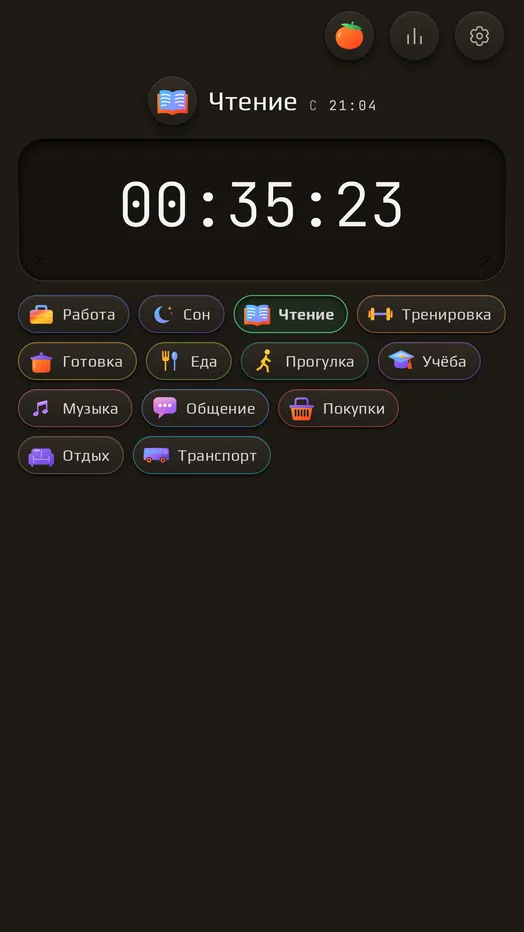 Чтение С 21:04
00:35:23
Работа Сон Чтение Тренировка
Готовка Еда Прогулка Учёба
Музыка Общение Покупки
Отдых Транспорт